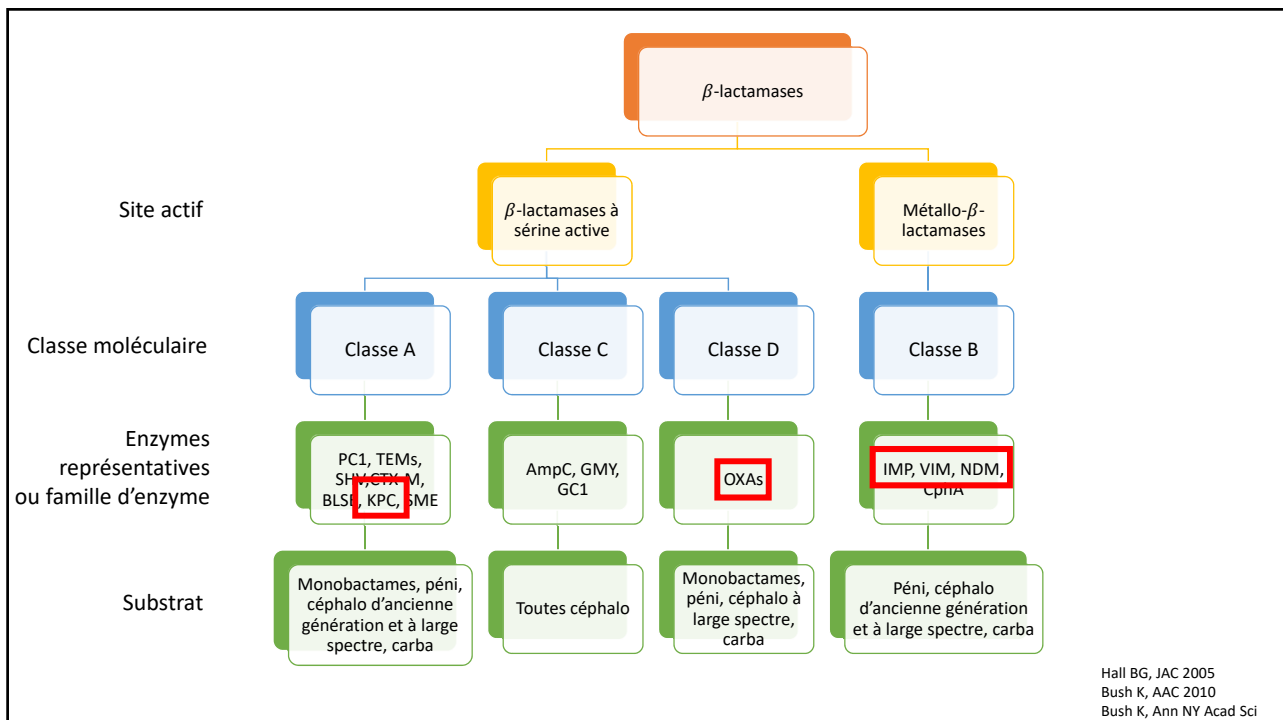 β-lactamases
Site actif
β-lactamases à
sérine active
Métallo-β-
lactamases
Classe moléculaire
Classe A
Classe C
Classe D
Classe B
Enzymes
représentatives
ou famille d’enzyme
PC1, TEMs,
SHV,CTX-M,
BLSE, KPC, SME
AmpC, GMY,
GC1
OXAs
IMP, VIM, NDM,
CphA
Substrat
Monobactames, péni,
céphalo d’ancienne
génération et à large
spectre, carba
Toutes céphalo
Monobactames,
péni, céphalo à
large spectre,
carba
Péni, céphalo
d’ancienne génération
et à large spectre, carba
Hall BG, JAC 2005
Bush K, AAC 2010
Bush K, Ann NY Acad Sci